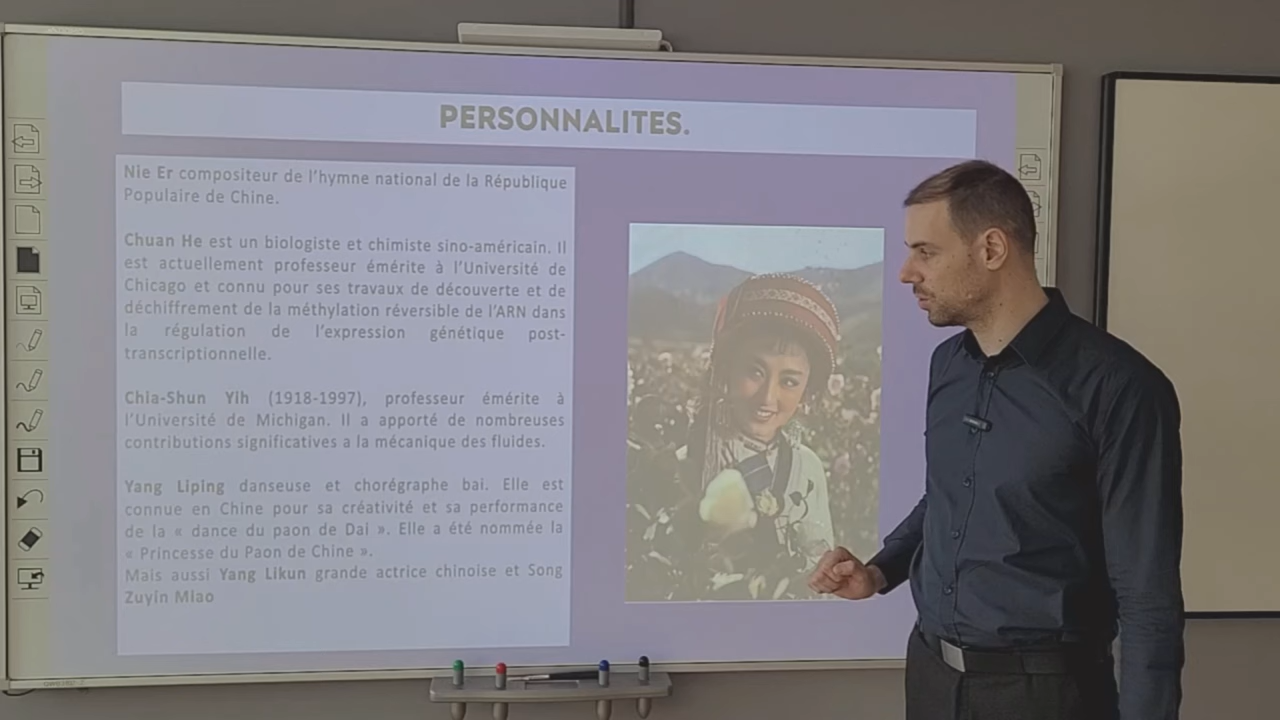 PERSONNALITES.
Nie Er compositeur de l'hymne national de la République
Populaire de Chine.
Chuan He est un biologiste et chimiste sino-américain. Il
est actuellement professeur émérite à l'Université de
Chicago et connu pour ses travaux de découverte et de
déchiffrement de la méthylation réversible de l'ARN dans
la régulation de l'expression génétique post-
transcriptionnelle.
Chia-Shun Yih (1918-1997), professeur émérite à
l'Université de Michigan. Il a apporté de nombreuses
contributions significatives a la mécanique des fluides.
Yang Liping danseuse et chorégraphe bai. Elle est
connue en Chine pour sa créativité et sa performance
de la « dance du paon de Dai ». Elle a été nommée la
« Princesse du Paon de Chine ».
Mais aussi Yang Likun grande actrice chinoise et Song
Zuyin Miao